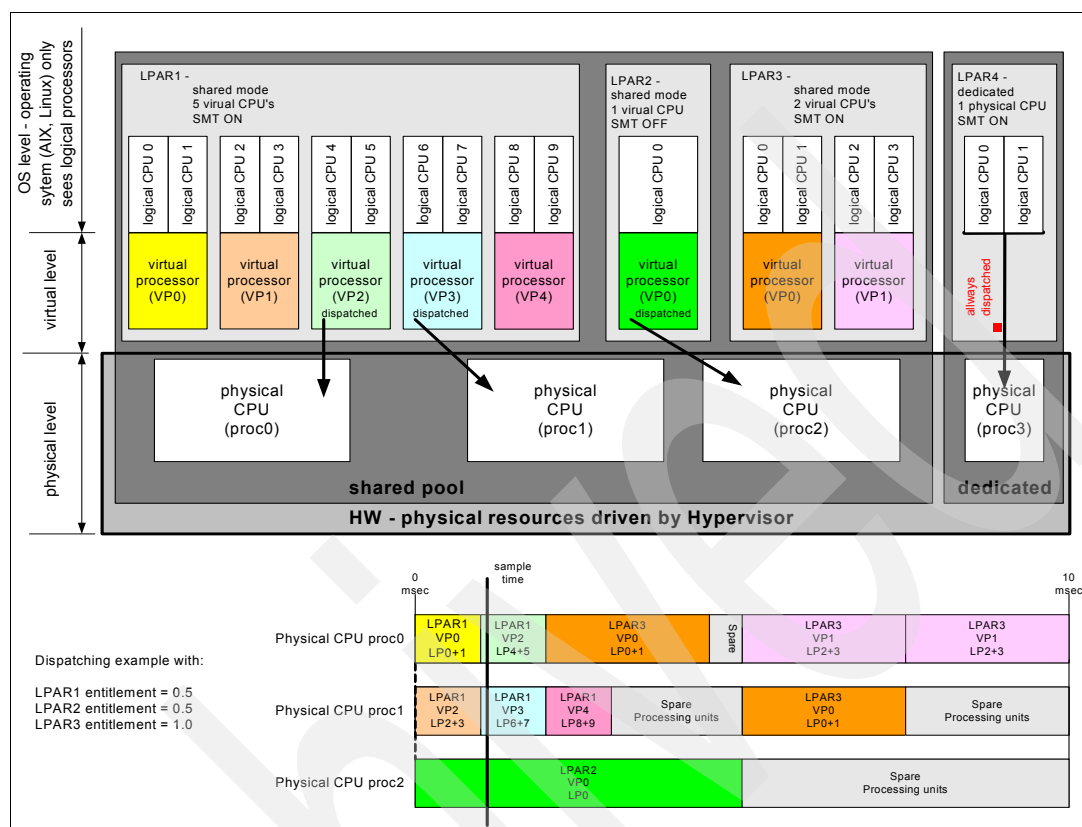 OS level - operating
sytem (AIX, Linux) only
sees logical processors
virtual level
physical level
LPAR1 -
shared mode
5 virual CPU's
SMT ON
LPAR2 -
shared mode
1 virual CPU
SMT OFF
LPAR3 -
shared mode
2 virual CPU's
SMT ON
LPAR4 -
dedicated
1 physical CPU
SMT ON
logical CPU 0
logical CPU 1
logical CPU 2
logical CPU 3
logical CPU 4
logical CPU 5
logical CPU 6
logical CPU 7
logical CPU 8
logical CPU 9
logical CPU 0
logical CPU 0
logical CPU 1
logical CPU 2
logical CPU 3
logical CPU 0
logical CPU 1
virtual
processor
(VP0)
virtual
processor
(VP1)
virtual
processor
(VP2)
dispatched
virtual
processor
(VP3)
dispatched
virtual
processor
(VP4)
virtual
processor
(VP0)
dispatched
virtual
processor
(VP0)
virtual
processor
(VP1)
allways
dispatched
physical
CPU
(proc0)
physical
CPU
(proc1)
physical
CPU
(proc2)
physical
CPU
(proc3)
shared pool
dedicated
HW - physical resources driven by Hypervisor
0
msec
sample
time
10
msec
Physical CPU proc0
LPAR1
VP0
LP0+1
LPAR1
VP2
LP4+5
LPAR3
VP0
LP0+1
Spare
LPAR3
VP1
LP2+3
LPAR3
VP1
LP2+3
Dispatching example with:
LPAR1 entitlement = 0.5
LPAR2 entitlement = 0.5
LPAR3 entitlement = 1.0
Physical CPU proc1
LPAR1
VP2
LP2+3
LPAR1
VP3
LP6+7
LPAR1
VP4
LP8+9
Spare
Processing units
LPAR3
VP0
LP0+1
Spare
Processing units
Physical CPU proc2
LPAR2
VP0
LP0
Spare
Processing units